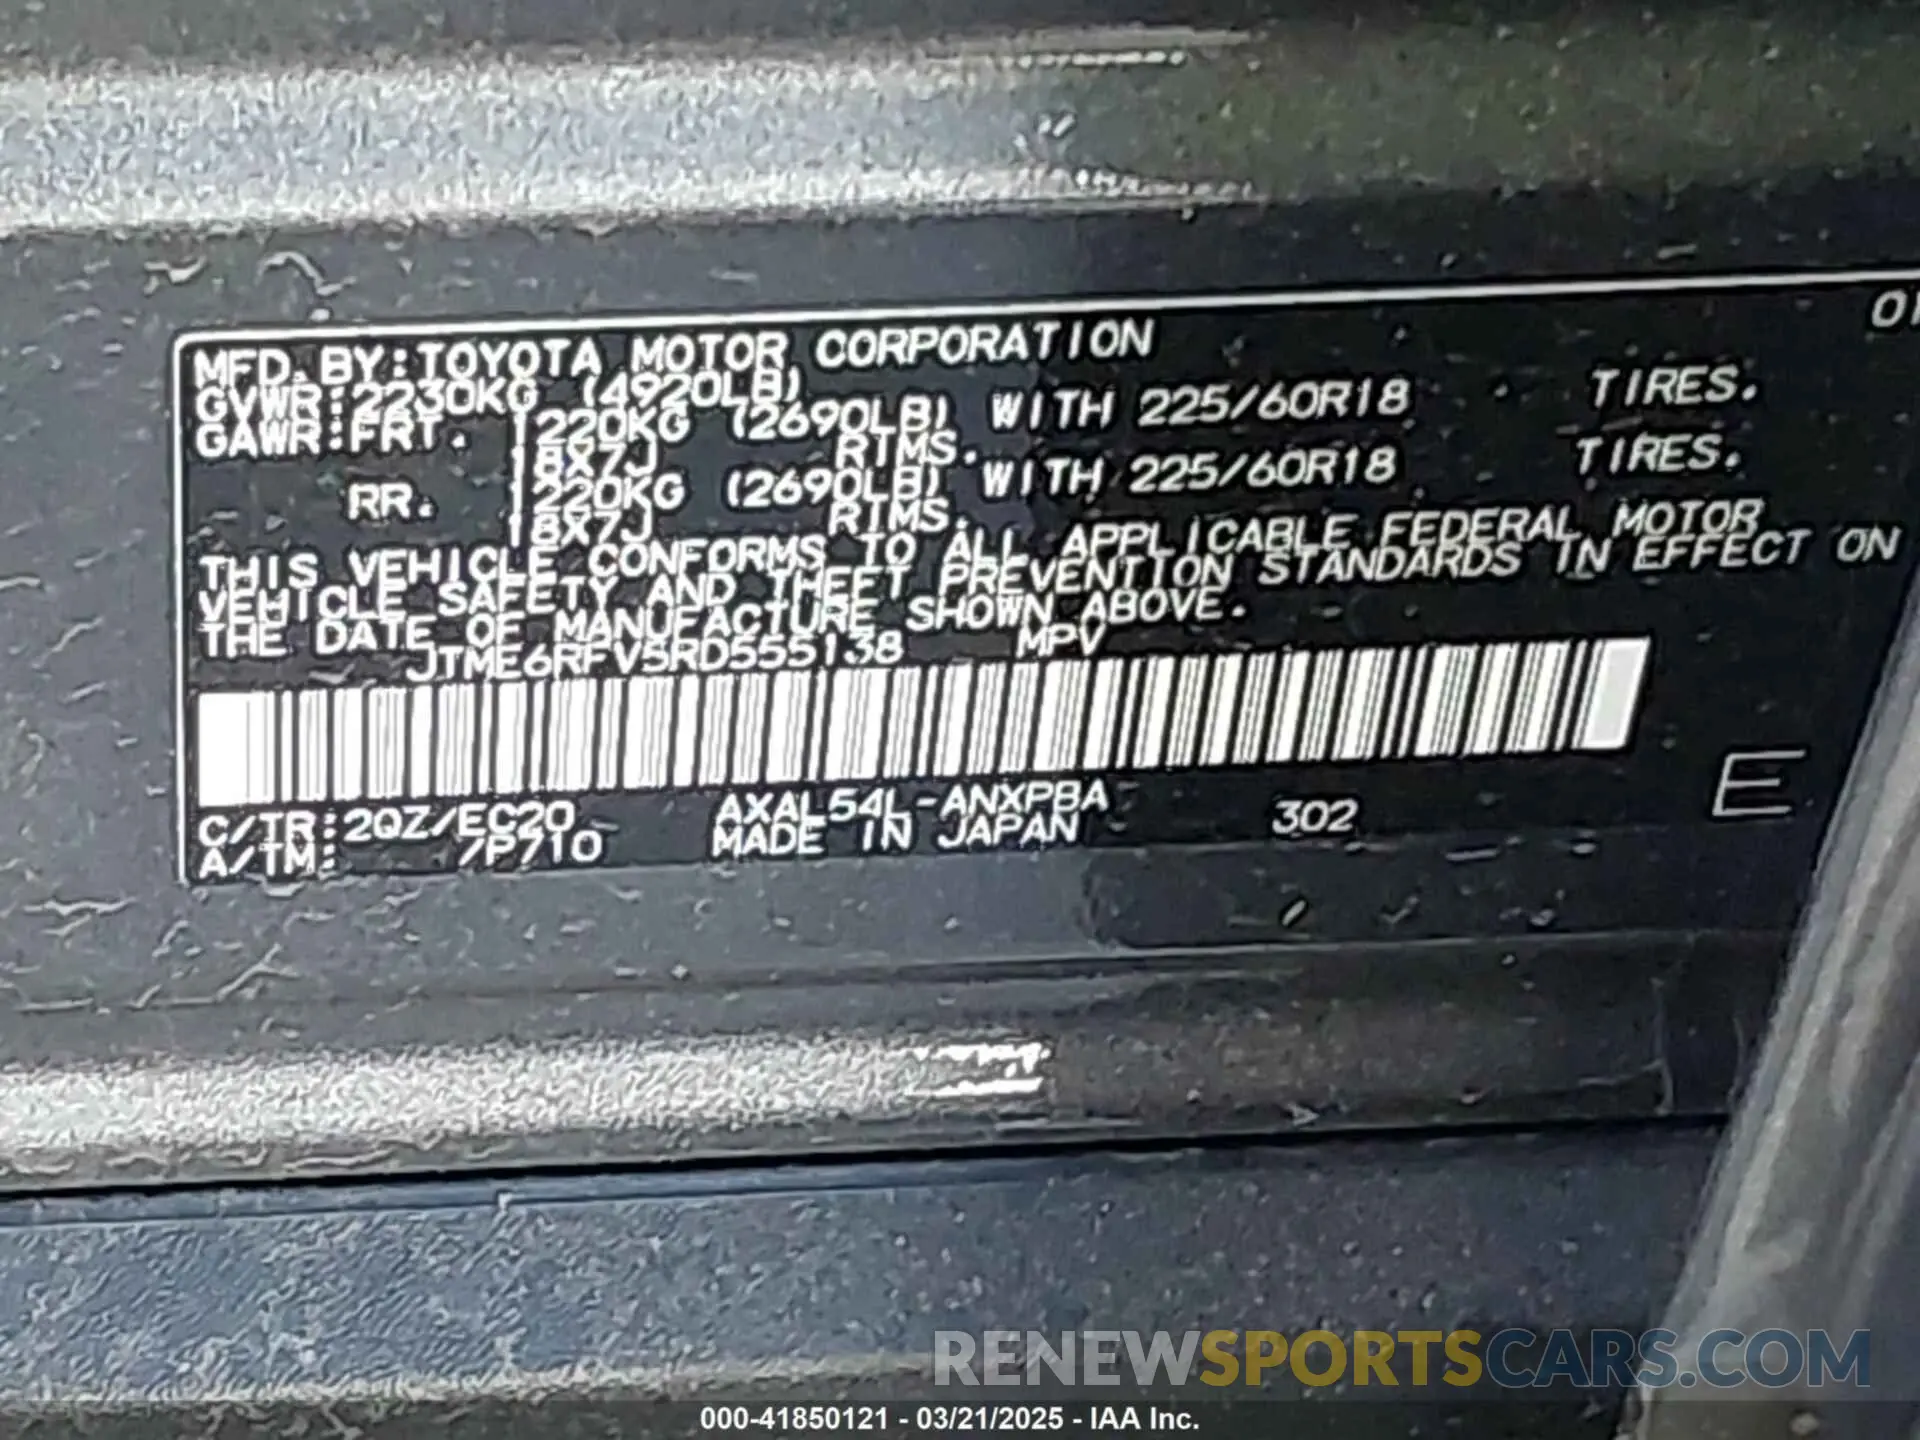 MFD. BY: TOYOTA MOTOR CORPORATION
GVWR: 2230KG (4920LB)
GAWR: FRT. 1220KG (2690LB) WITH 225/60R18 TIRES.
18X7J RIMS.
RR. 1220KG (2690LB) WITH 225/60R18 TIRES.
18X7J RIMS.
THIS VEHICLE CONFORMS TO ALL APPLICABLE FEDERAL MOTOR
VEHICLE SAFETY AND THEFT PREVENTION STANDARDS IN EFFECT ON
THE DATE OF MANUFACTURE SHOWN ABOVE.
JTME6RFV5RD555138 MPV
C/TR: 2QZ/EC20 AXAL54L-ANXPBA 302 E
A/TM: /P710 MADE IN JAPAN
RENEWSPORTSCARS.COM
000-41850121 - 03/21/2025 - IAA Inc.